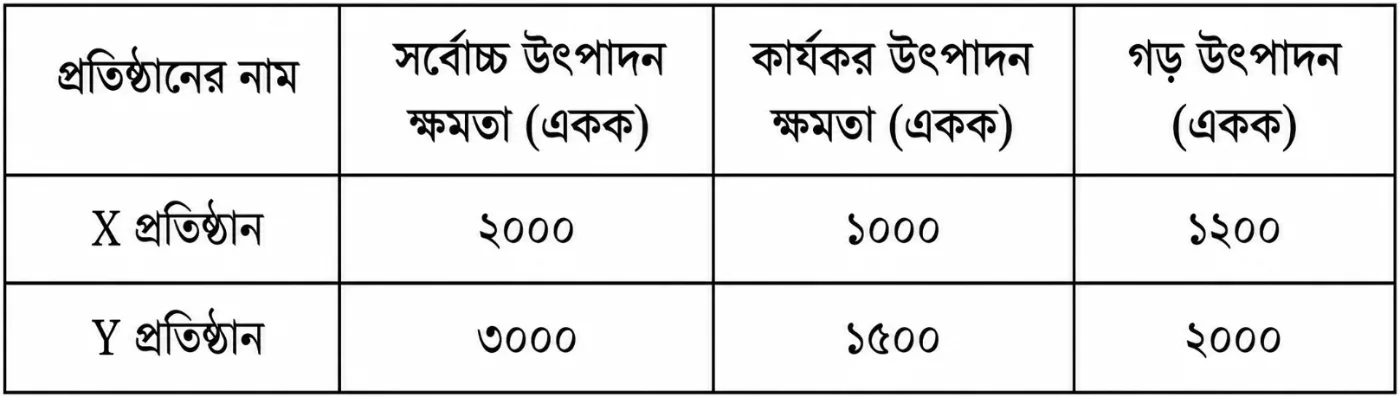 প্রতিষ্ঠানের নাম
সর্বোচ্চ উৎপাদন
ক্ষমতা (একক)
কার্যকর উৎপাদন
ক্ষমতা (একক)
গড় উৎপাদন
(একক)
X প্রতিষ্ঠান
২০০০
১০০০
১২০০
Y প্রতিষ্ঠান
৩০০০
১৫০০
২০০০